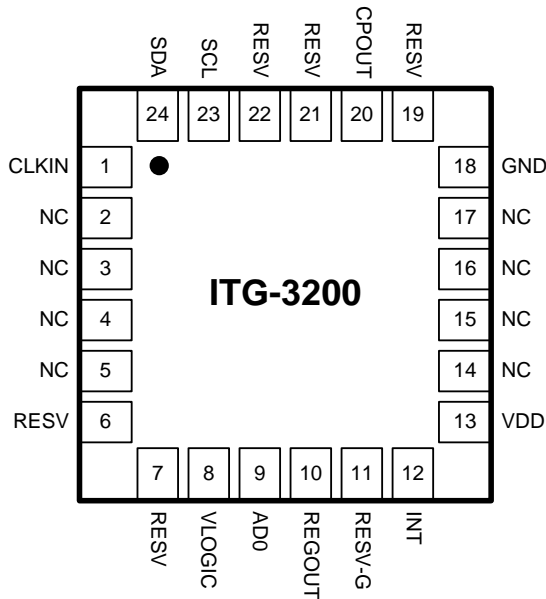 SDA SCL RESV RESV CPOUT RESV
24 23 22 21 20 19
CLKIN 1 18 GND
NC 2 17 NC
NC 3 16 NC
ITG-3200
NC 4 15 NC
NC 5 14 NC
RESV 6 13 VDD
7 8 9 10 11 12
RESV VLOGIC AD0 REGOUT RESV-G INT